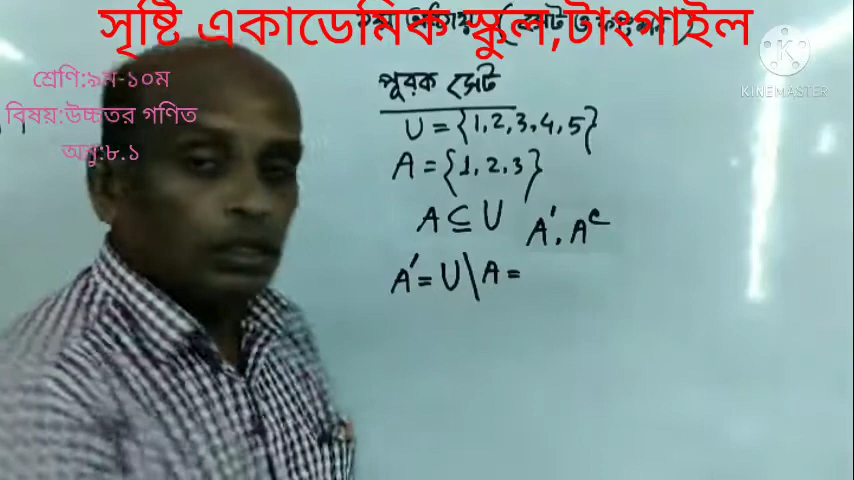 সৃষ্টি একাডেমিক স্কুল,টাংগাইল
শ্রেণি:৯ম-১০ম
বিষয়:উচ্চতর গণিত
অনু:৮.১
KINEMASTER
পূরক সেট
U = {1, 2, 3, 4, 5}
A = {1, 2, 3}
A ⊆ U A′, Aᶜ
A′ = U \ A =